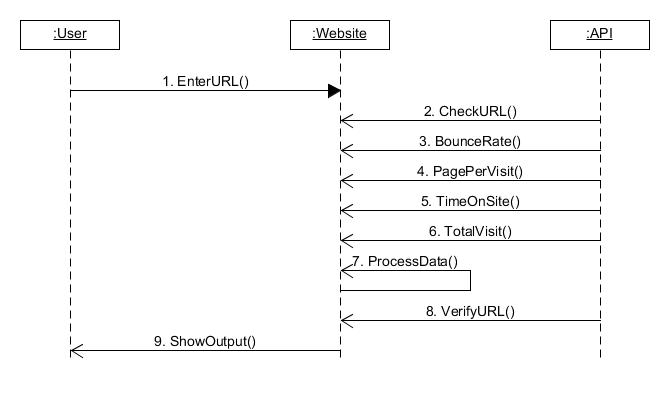 :User
:Website
:API
1. EnterURL()
2. CheckURL()
3. BounceRate()
4. PagePerVisit()
5. TimeOnSite()
6. TotalVisit()
7. ProcessData()
8. VerifyURL()
9. ShowOutput()